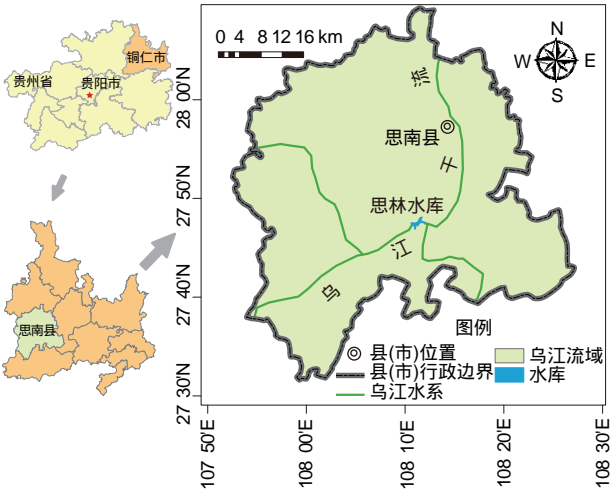 铜仁市
贵州省
贵阳市
思南县
0 4 8 12 16 km
N
W
E
S
28 00'N
27 50'N
27 40'N
27 30'N
流
思南县
干
思林水库
江
乌
图例
县(市)位置
乌江流域
县(市)行政边界
水库
乌江水系
107 50'E
108 00'E
108 10'E
108 20'E
108 30'E